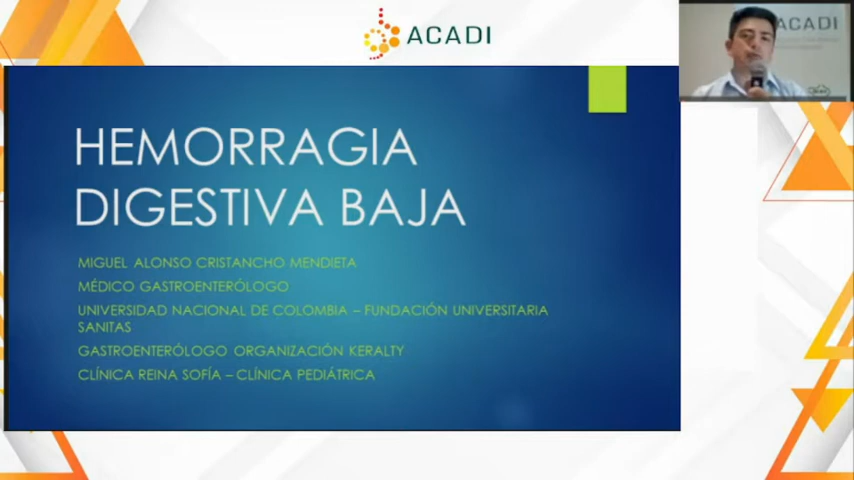 ACADI
ACADI
HEMORRAGIA
DIGESTIVA BAJA
MIGUEL ALONSO CRISTANCHO MENDIETA
MÉDICO GASTROENTERÓLOGO
UNIVERSIDAD NACIONAL DE COLOMBIA – FUNDACIÓN UNIVERSITARIA
SANITAS
GASTROENTERÓLOGO ORGANIZACIÓN KERALTY
CLÍNICA REINA SOFÍA – CLÍNICA PEDIÁTRICA